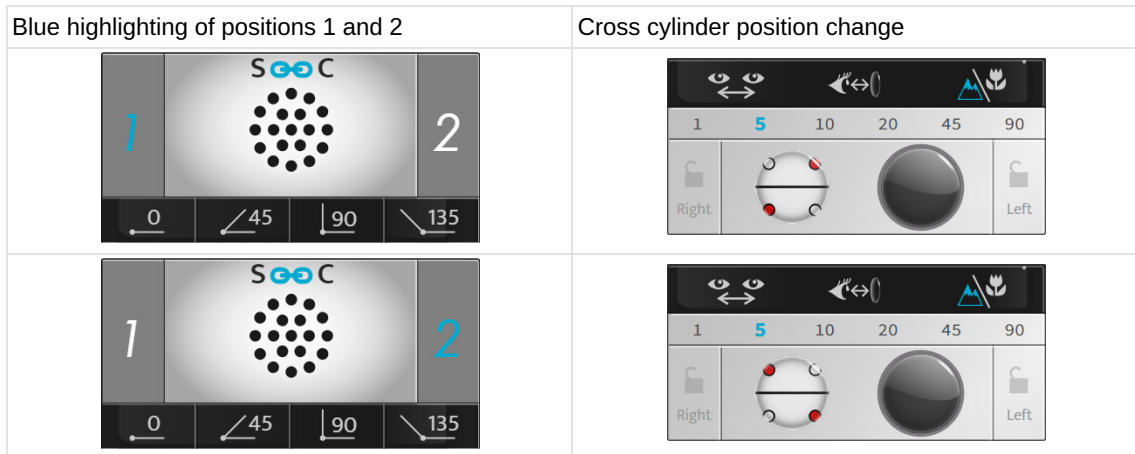 Blue highlighting of positions 1 and 2
Cross cylinder position change
S C
1
2
0 45 90 135
1 5 10 20 45 90
Right
Left
S C
1
2
0 45 90 135
1 5 10 20 45 90
Right
Left